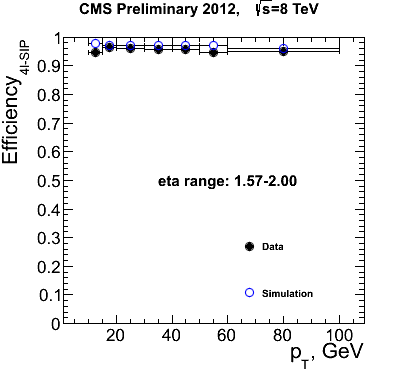 CMS Preliminary 2012, √s=8 TeV
Efficiency4l-SIP
1
0.9
0.8
0.7
0.6
0.5
0.4
0.3
0.2
0.1
0
eta range: 1.57-2.00
Data
Simulation
20 40 60 80 100
pT, GeV